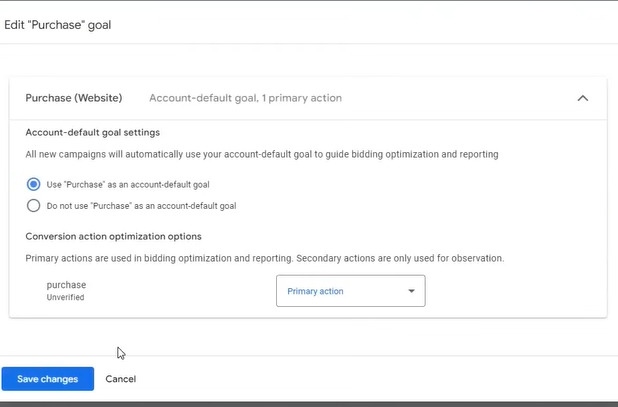 Edit "Purchase" goal
Purchase (Website) Account-default goal, 1 primary action
Account-default goal settings
All new campaigns will automatically use your account-default goal to guide bidding optimization and reporting
Use "Purchase" as an account-default goal
Do not use "Purchase" as an account-default goal
Conversion action optimization options
Primary actions are used in bidding optimization and reporting. Secondary actions are only used for observation.
purchase
Unverified
Primary action
Save changes Cancel